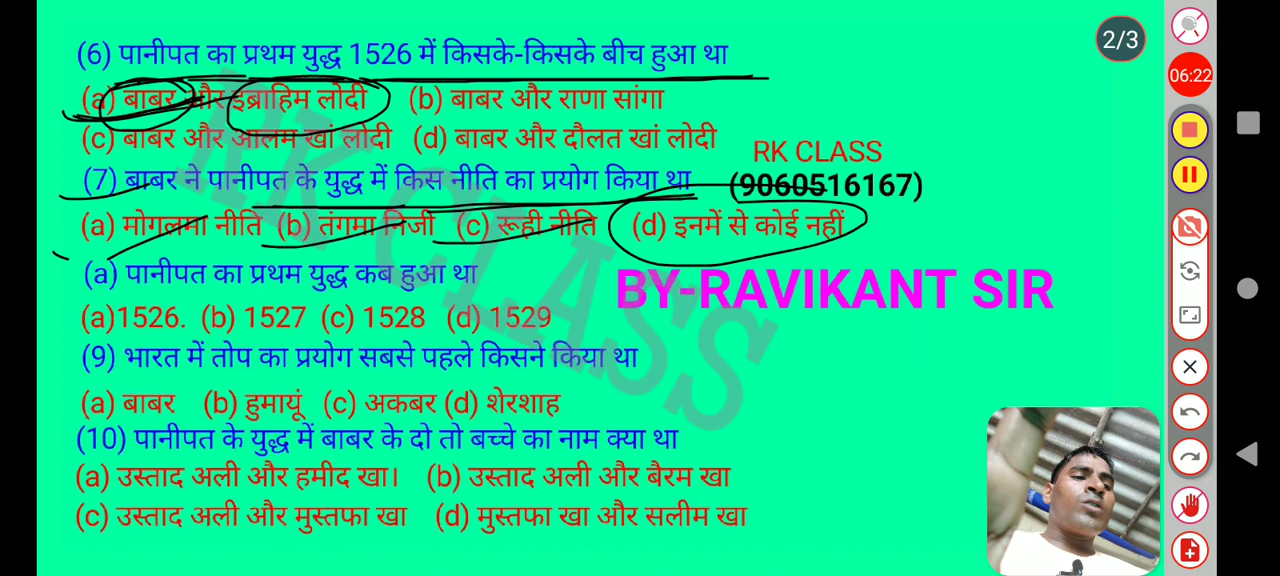 (6) पानीपत का प्रथम युद्ध 1526 में किसके-किसके बीच हुआ था
2/3
06:22
(a) बाबर और इब्राहिम लोदी (b) बाबर और राणा सांगा
(c) बाबर और आलम खां लोदी (d) बाबर और दौलत खां लोदी
RK CLASS
(7) बाबर ने पानीपत के युद्ध में किस नीति का प्रयोग किया था
(9060516167)
(a) मोगलमा नीति (b) तंगमा निजी (c) रूही नीति (d) इनमें से कोई नहीं
(a) पानीपत का प्रथम युद्ध कब हुआ था
BY-RAVIKANT SIR
(a)1526. (b) 1527 (c) 1528 (d) 1529
(9) भारत में तोप का प्रयोग सबसे पहले किसने किया था
(a) बाबर (b) हुमायूं (c) अकबर (d) शेरशाह
(10) पानीपत के युद्ध में बाबर के दो तो बच्चे का नाम क्या था
(a) उस्ताद अली और हमीद खा। (b) उस्ताद अली और बैरम खा
(c) उस्ताद अली और मुस्तफा खा (d) मुस्तफा खा और सलीम खा
RK CLASS